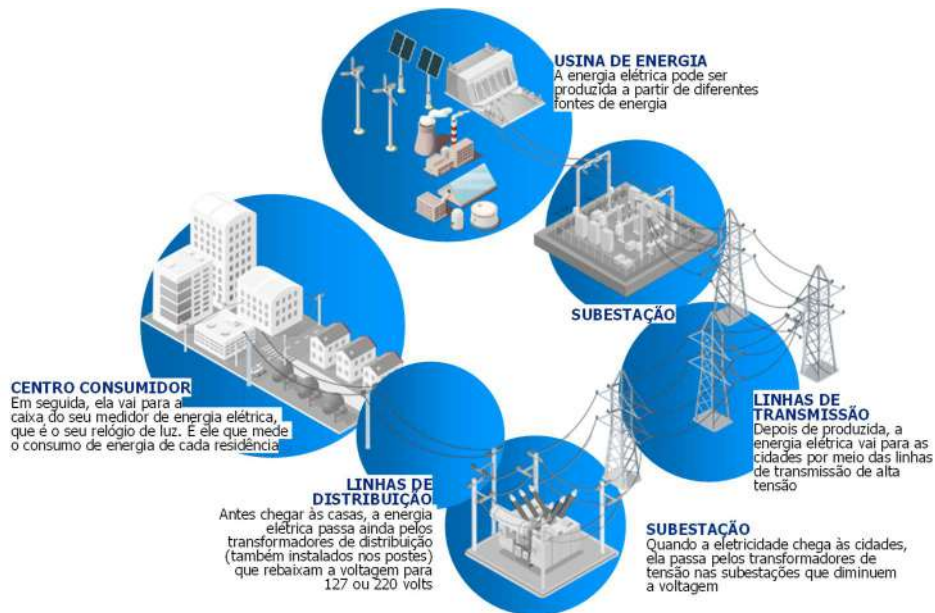 USINA DE ENERGIA
A energia elétrica pode ser
produzida a partir de diferentes
fontes de energia
SUBESTAÇÃO
LINHAS DE
TRANSMISSÃO
Depois de produzida, a
energia elétrica vai para as
cidades por meio das linhas
de transmissão de alta
tensão
SUBESTAÇÃO
Quando a eletricidade chega às cidades,
ela passa pelos transformadores de
tensão nas subestações que diminuem
a voltagem
LINHAS DE
DISTRIBUIÇÃO
Antes chegar às casas, a energia
elétrica passa ainda pelos
transformadores de distribuição
(também instalados nos postes)
que rebaixam a voltagem para
127 ou 220 volts
CENTRO CONSUMIDOR
Em seguida, ela vai para a
caixa do seu medidor de energia elétrica,
que é o seu relógio de luz. É ele que mede
o consumo de energia de cada residência